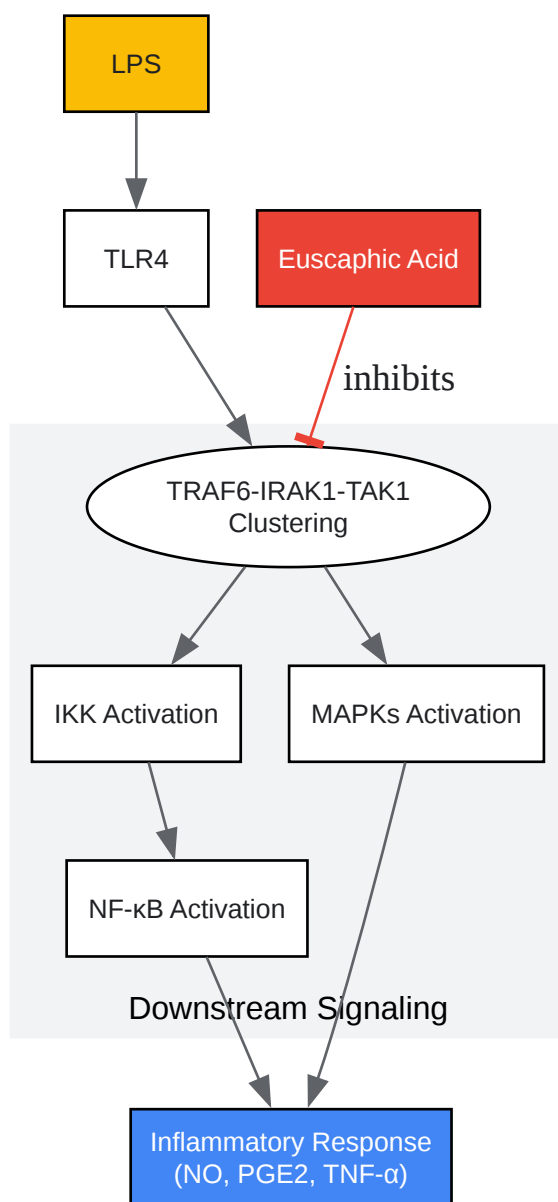 LPS
TLR4
Euscaphic Acid
inhibits
TRAF6-IRAK1-TAK1
Clustering
IKK Activation
MAPKs Activation
NF-κB Activation
Downstream Signaling
Inflammatory Response
(NO, PGE2, TNF-α)